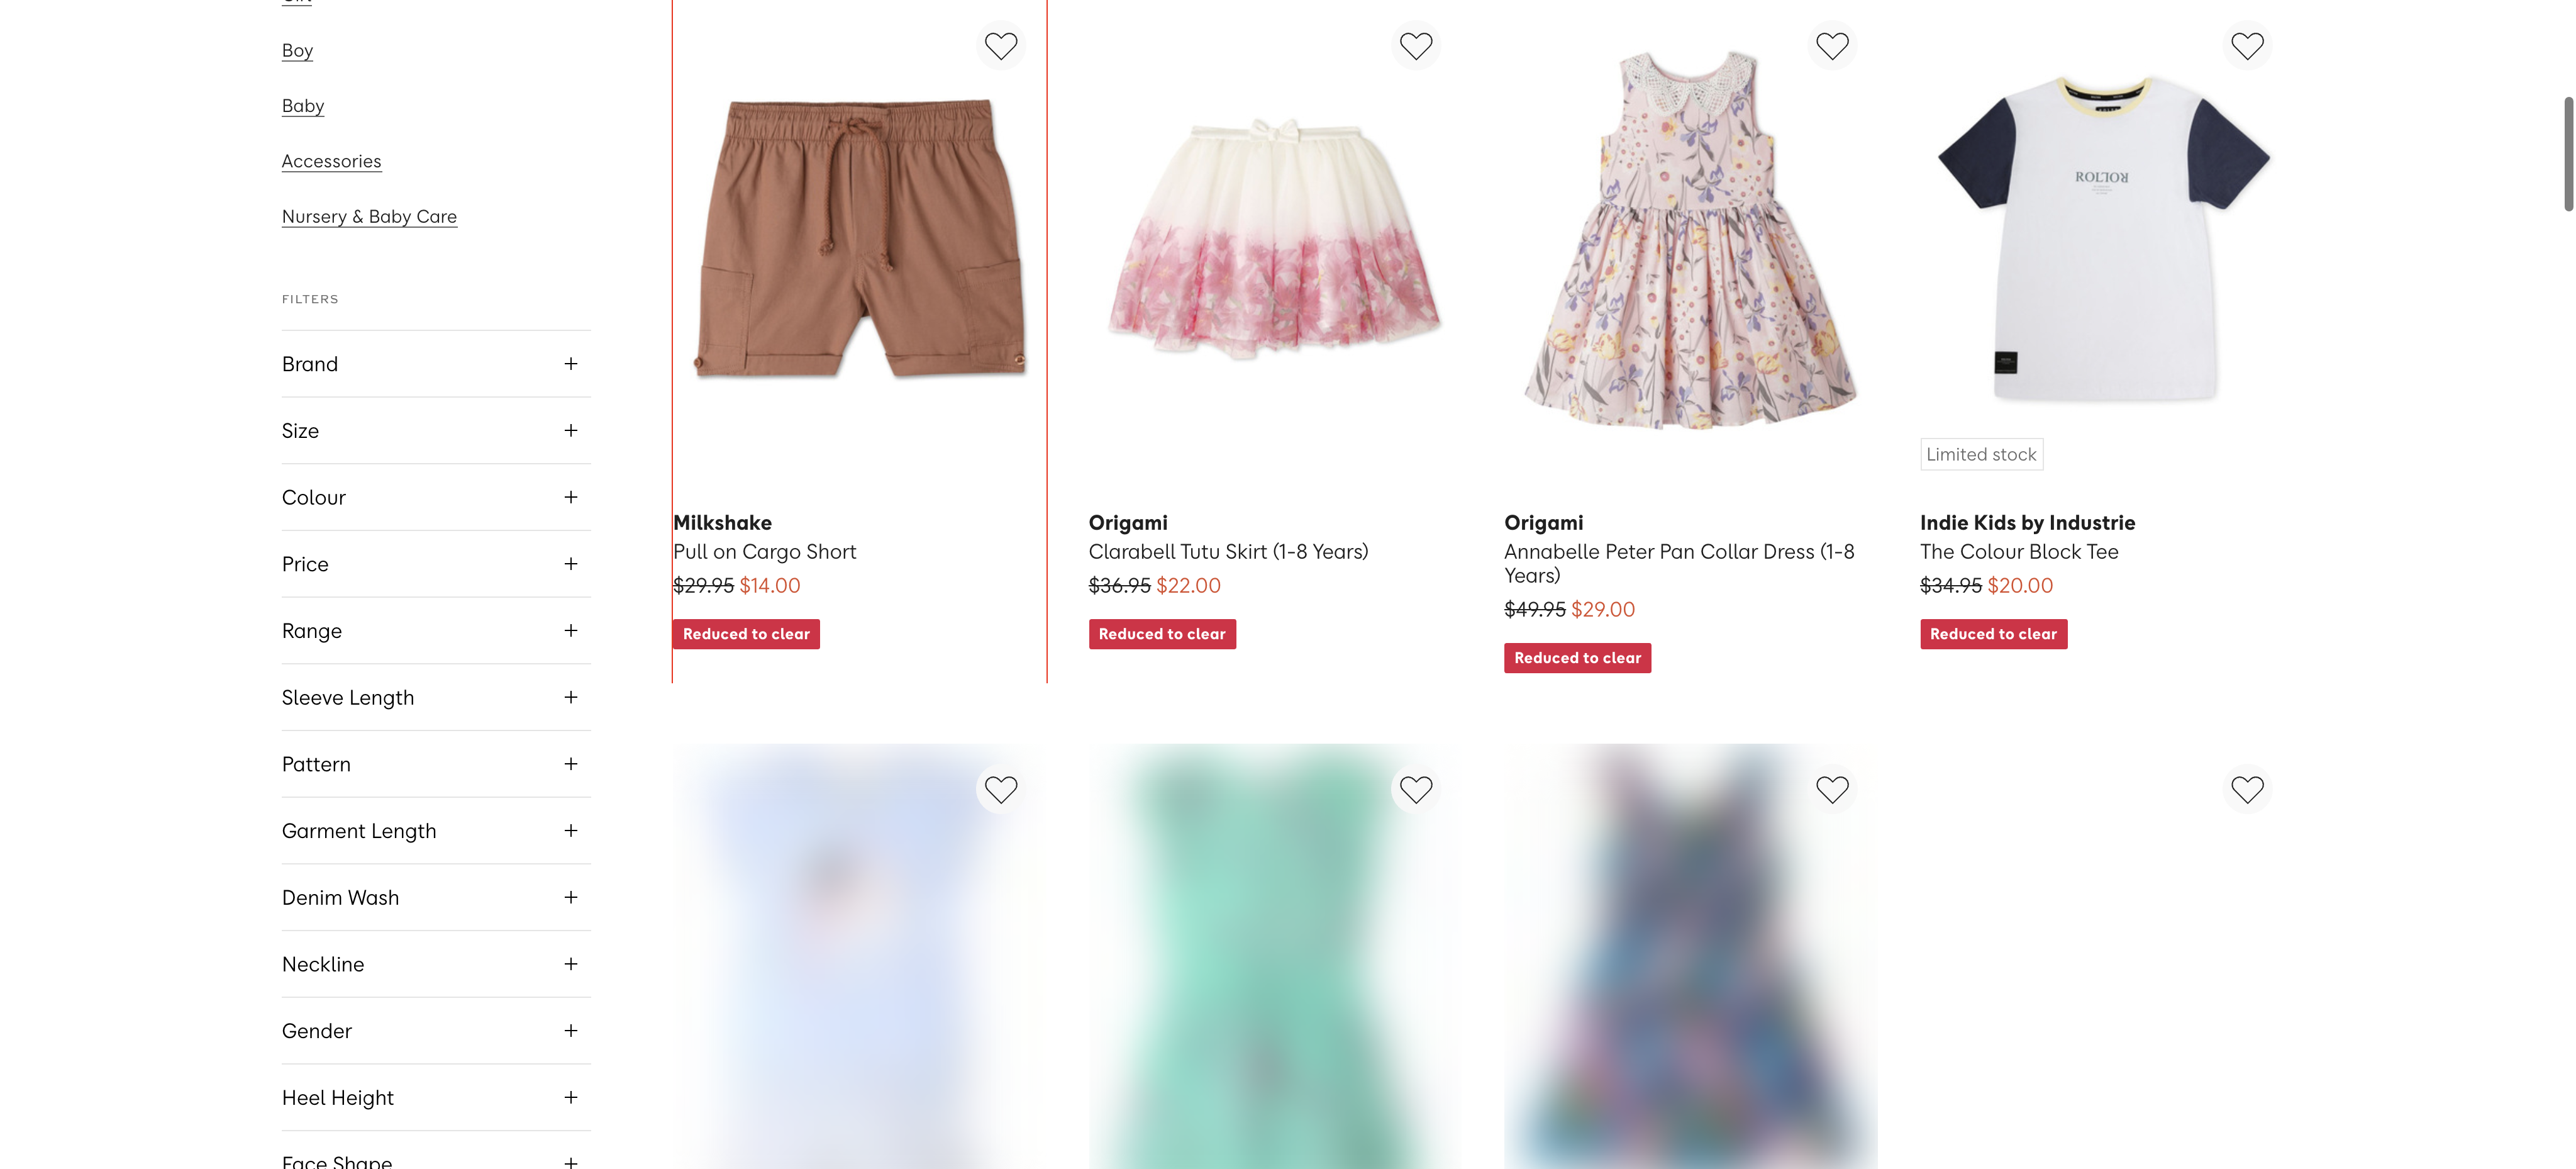 Boy
Baby
Accessories
Nursery & Baby Care
FILTERS
Brand
Size
Colour
Price
Range
Sleeve Length
Pattern
Garment Length
Denim Wash
Neckline
Gender
Heel Height
Face Shape
Milkshake
Pull on Cargo Short
$29.95 $14.00
Reduced to clear
Origami
Clarabell Tutu Skirt (1-8 Years)
$36.95 $22.00
Reduced to clear
Origami
Annabelle Peter Pan Collar Dress (1-8
Years)
$49.95 $29.00
Reduced to clear
Limited stock
Indie Kids by Industrie
The Colour Block Tee
$34.95 $20.00
Reduced to clear